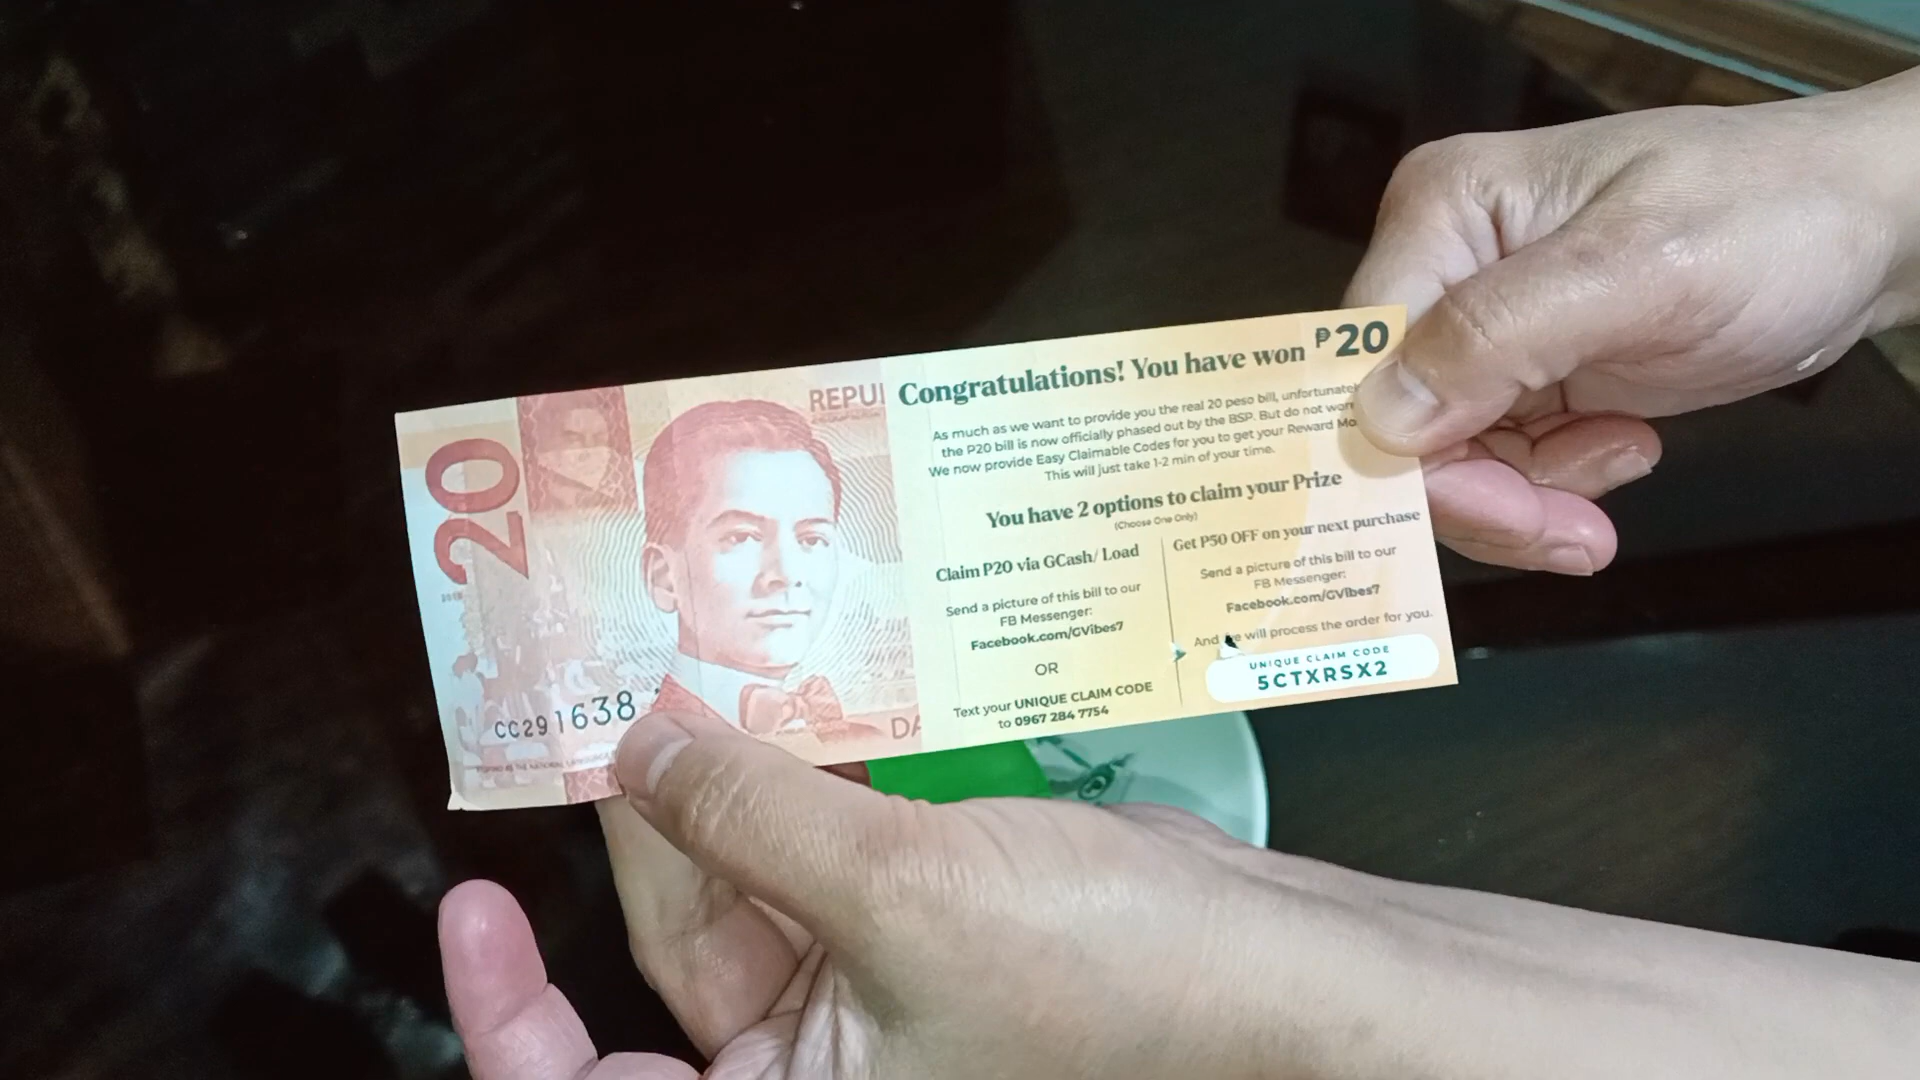 20
REPUI
CC291638
DA
Congratulations! You have won ₱20
As much as we want to provide you the real 20 peso bill, unfortunatel
the P20 bill is now officially phased out by the BSP. But do not worr
We now provide Easy Claimable Codes for you to get your Reward Mo
This will just take 1-2 min of your time.
You have 2 options to claim your Prize
(Choose One Only)
Claim P20 via GCash/ Load
Send a picture of this bill to our
FB Messenger:
Facebook.com/GVibes7
OR
Text your UNIQUE CLAIM CODE
to 0967 284 7754
Get P50 OFF on your next purchase
Send a picture of this bill to our
FB Messenger:
Facebook.com/GVibes7
And we will process the order for you.
UNIQUE CLAIM CODE
5CTXRSX2